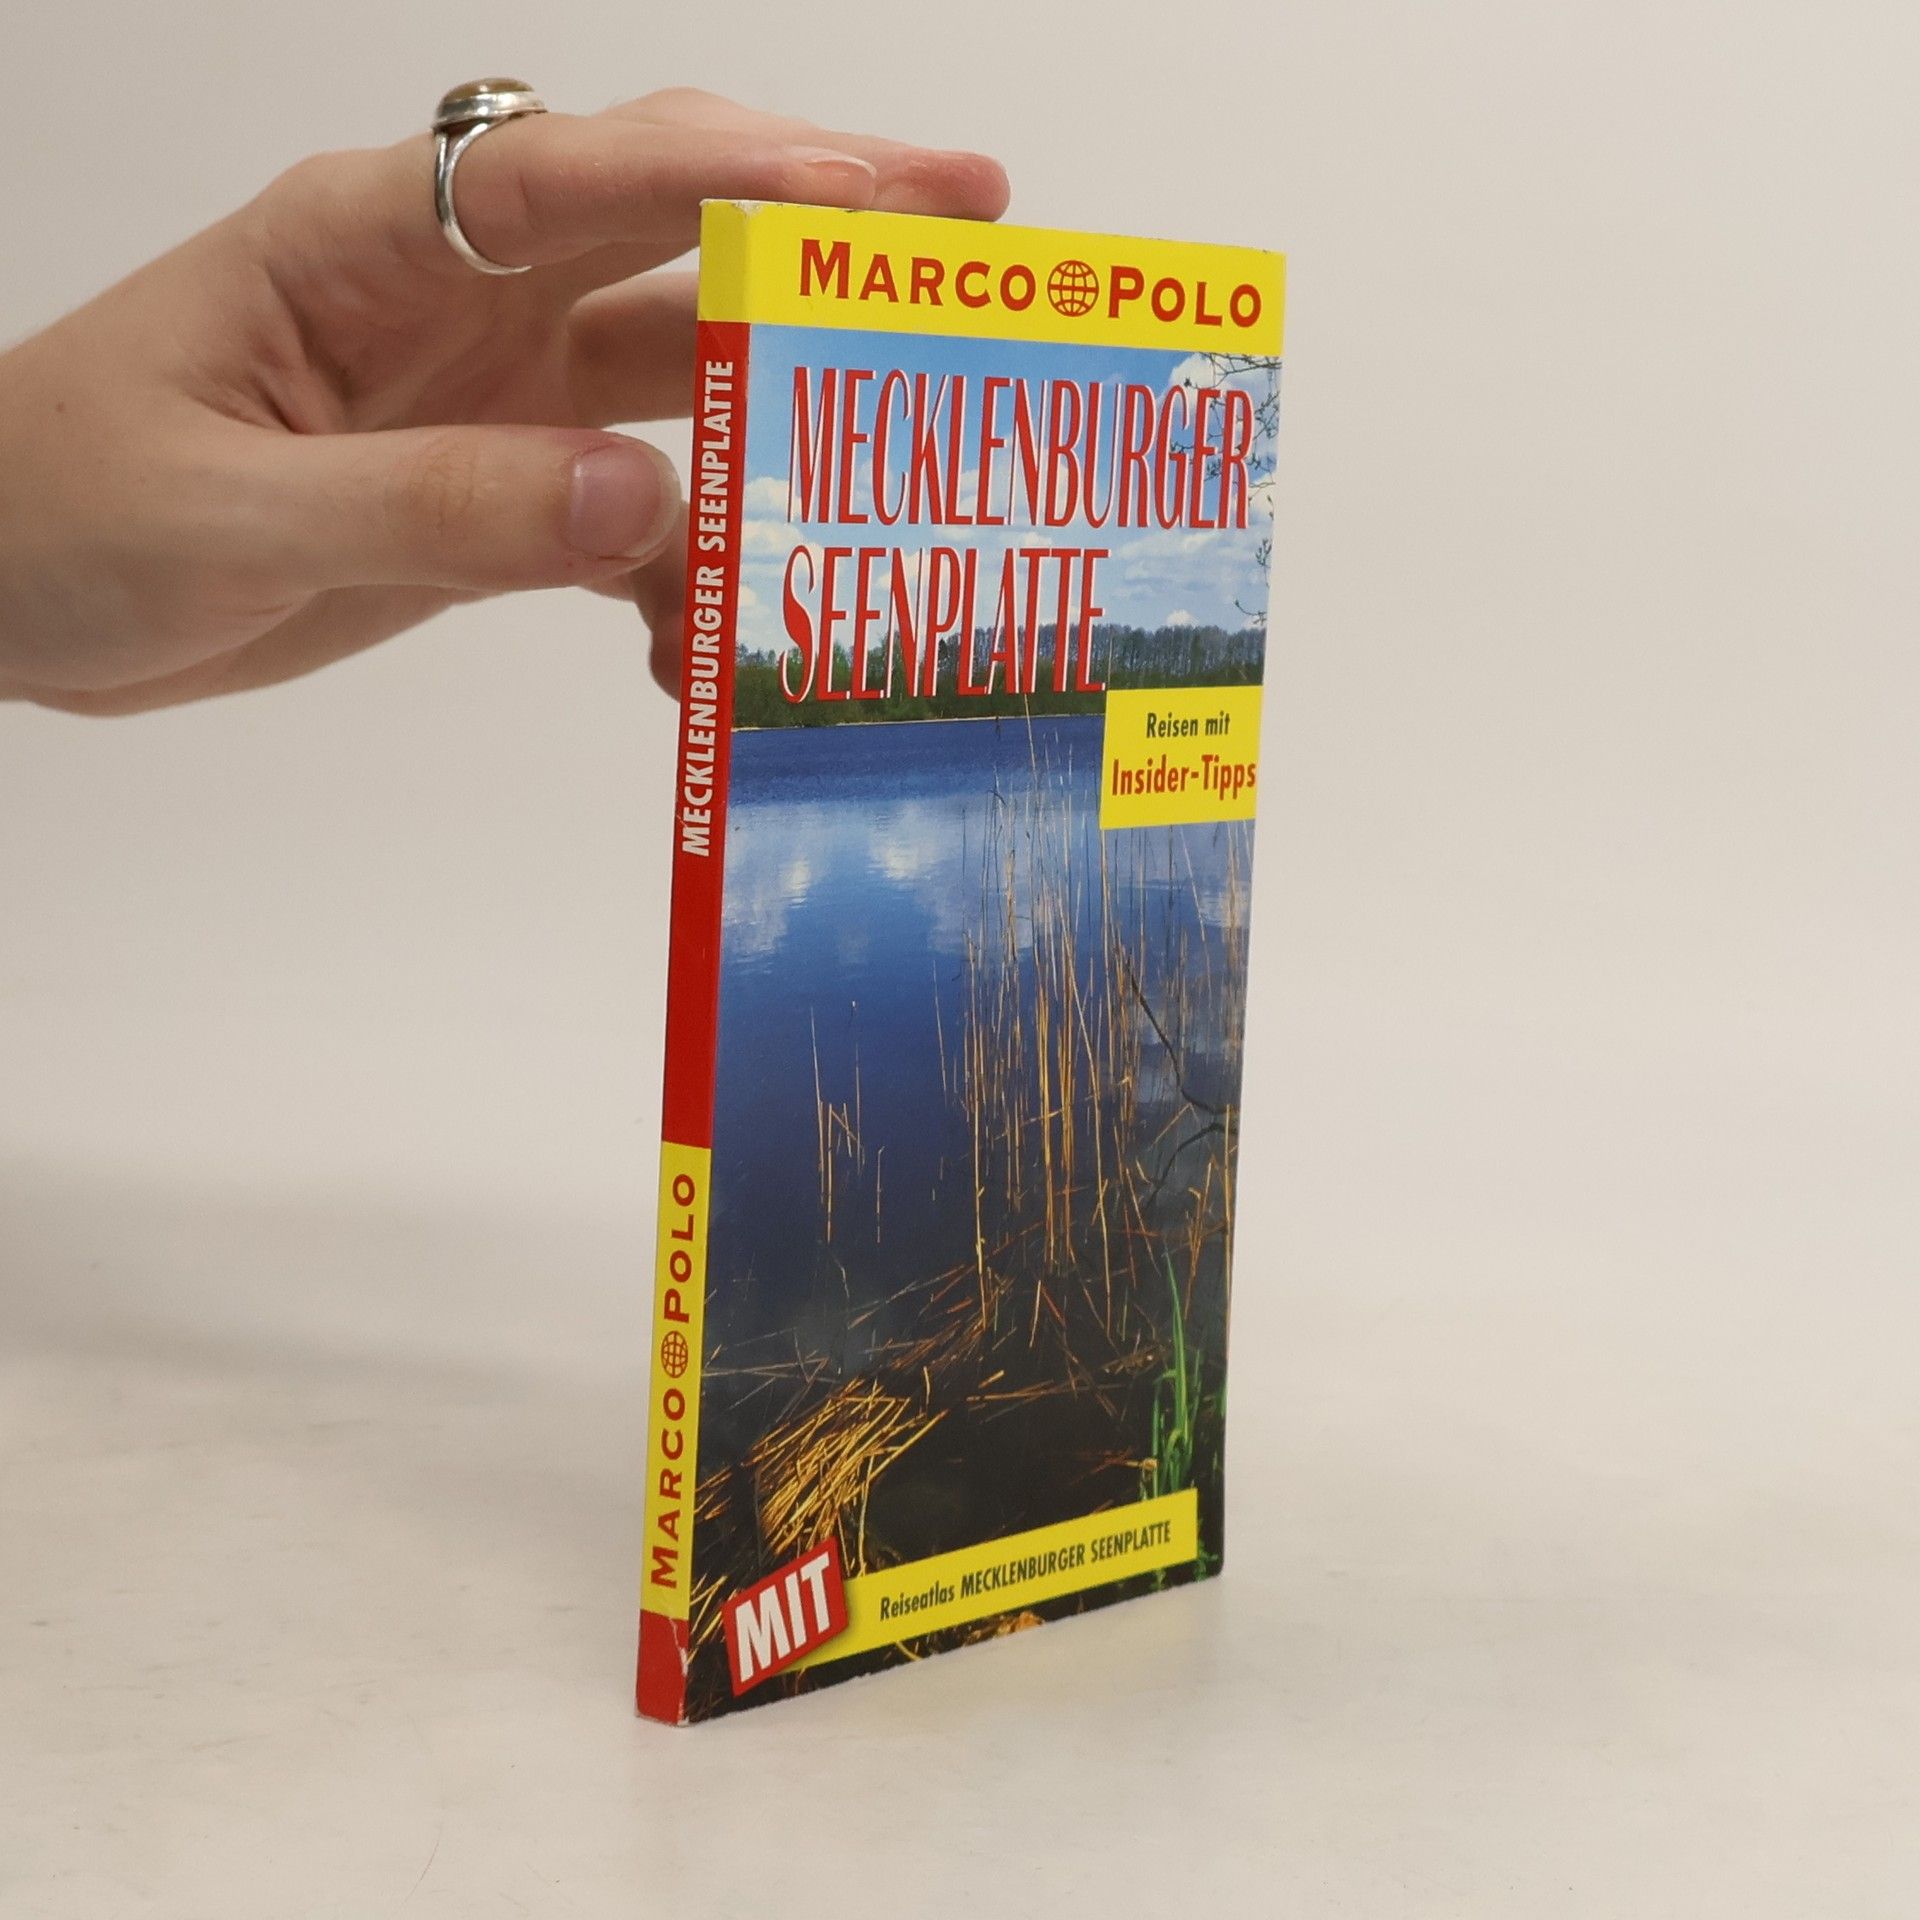 MARCO POLO
MECKLENBURGER
SEENPLATTE
Reisen mit
Insider-Tipps
MIT
Reiseatlas MECKLENBURGER SEENPLATTE
MECKLENBURGER SEENPLATTE
MARCO POLO